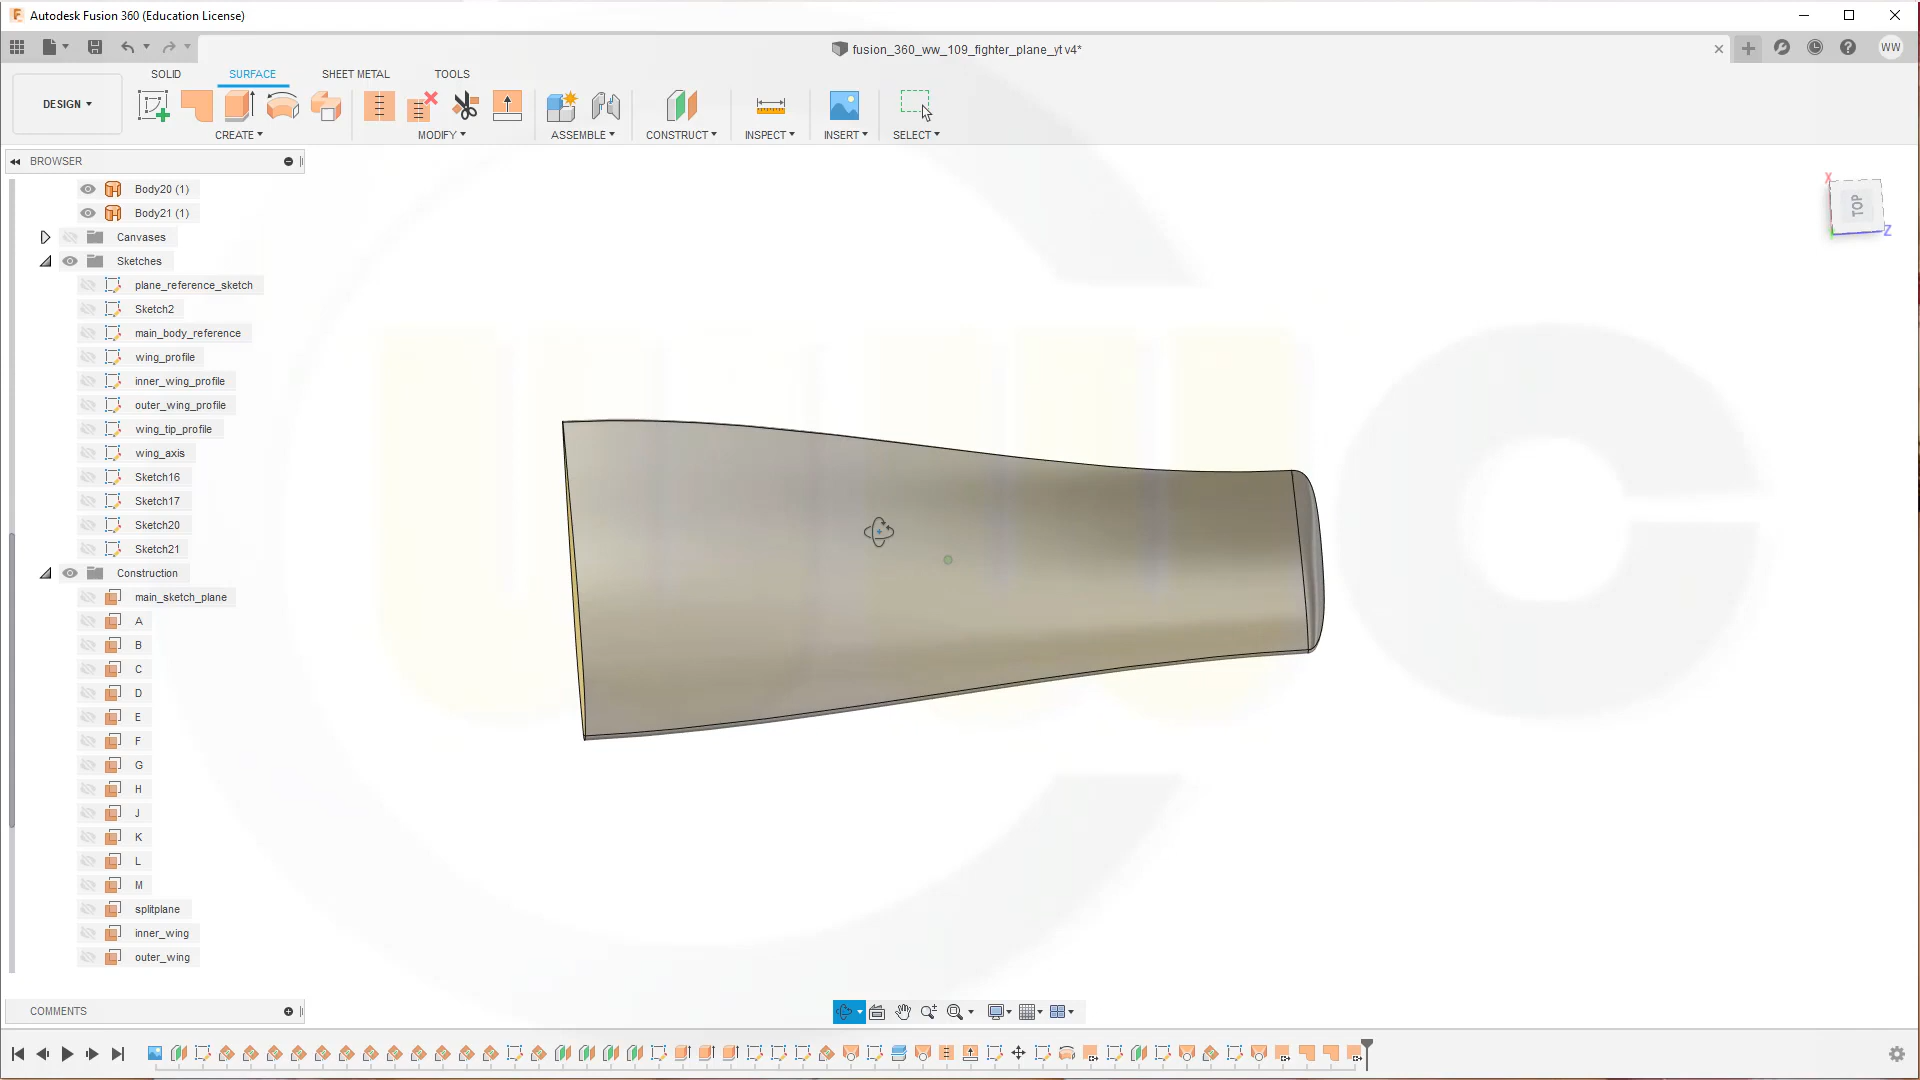 Autodesk Fusion 360 (Education License)
fusion_360_ww_109_fighter_plane_yt v4*
WW
SOLID
SURFACE
SHEET METAL
TOOLS
DESIGN
CREATE
MODIFY
ASSEMBLE
CONSTRUCT
INSPECT
INSERT
SELECT
BROWSER
Body20 (1)
Body21 (1)
Canvases
Sketches
plane_reference_sketch
Sketch2
main_body_reference
wing_profile
inner_wing_profile
outer_wing_profile
wing_tip_profile
wing_axis
Sketch16
Sketch17
Sketch20
Sketch21
Construction
main_sketch_plane
A
B
C
D
E
F
G
H
J
K
L
M
splitplane
inner_wing
outer_wing
X
TOP
Z
COMMENTS